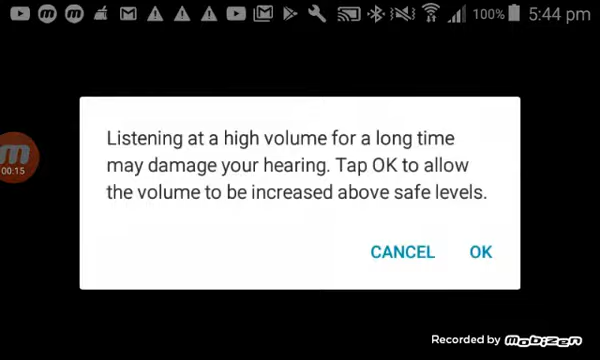 100% 5:44 pm
Listening at a high volume for a long time
may damage your hearing. Tap OK to allow
the volume to be increased above safe levels.
00:15
CANCEL OK
Recorded by Mobizen